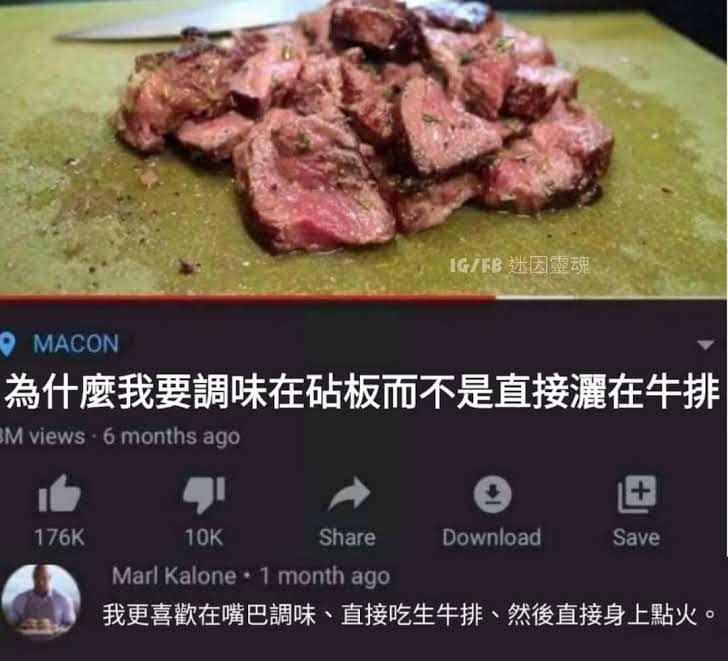 IG/FB 迷因靈魂
MACON
為什麼我要調味在砧板而不是直接灑在牛排
3M views · 6 months ago
176K 10K Share Download Save
Marl Kalone • 1 month ago
我更喜歡在嘴巴調味、直接吃生牛排、然後直接身上點火。